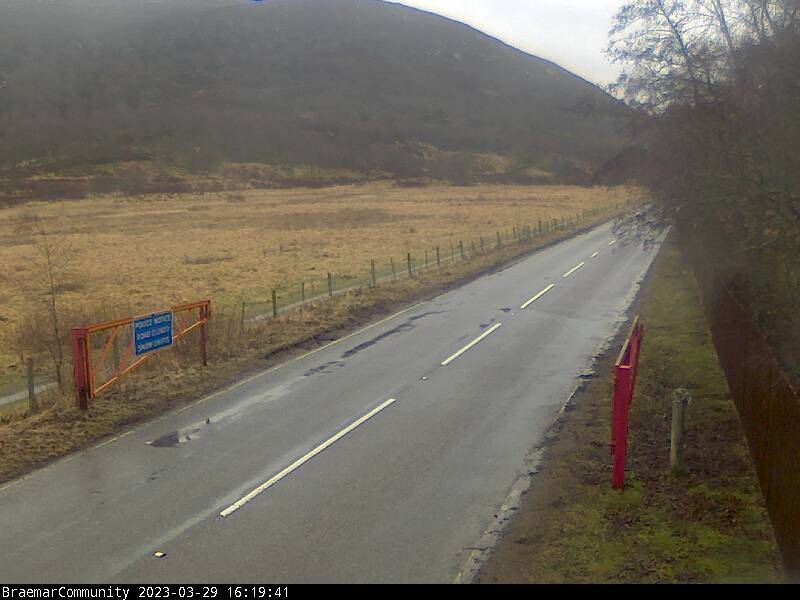 POLICE NOTICE
ROAD CLOSED
SNOW DRIFTS
BraemarCommunity 2023-03-29 16:19:41